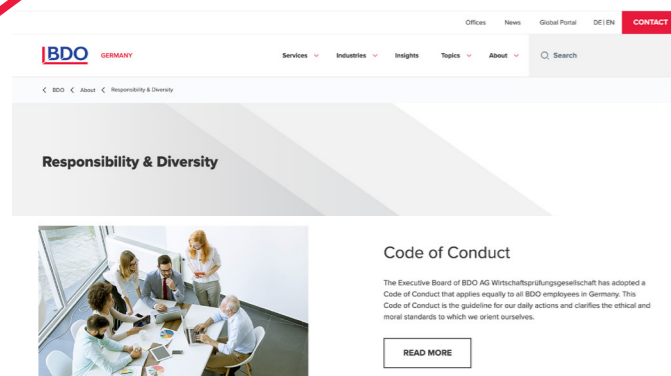 Offices News Global Portal DE | EN CONTACT
BDO GERMANY Services Industries Insights Topics About Search
BDO About Responsibility & Diversity
Responsibility & Diversity
Code of Conduct
The Executive Board of BDO AG Wirtschaftsprüfungsgesellschaft has adopted a
Code of Conduct that applies equally to all BDO employees in Germany. This
Code of Conduct is the guideline for our daily actions and clarifies the ethical and
moral standards to which we orient ourselves.
READ MORE